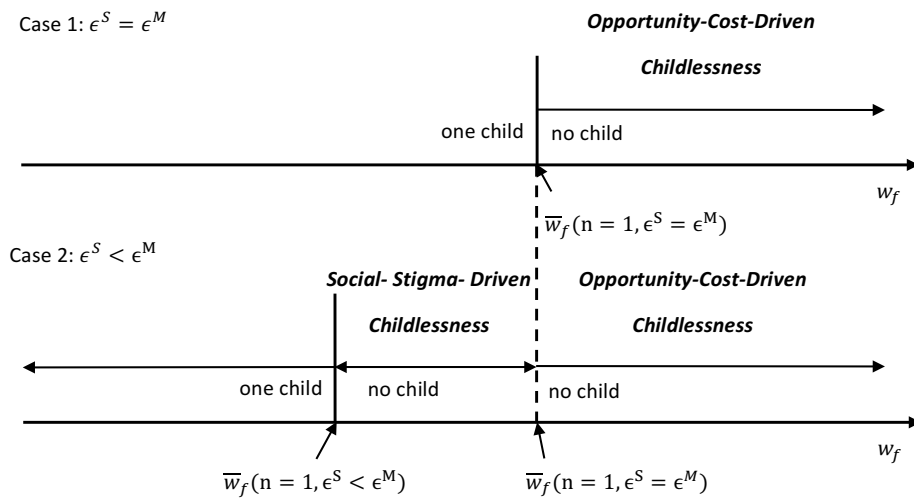 Case 1: ϵ^S = ϵ^M
Opportunity-Cost-Driven
Childlessness
one child
no child
w_f
w̅_f(n = 1, ϵ^S = ϵ^M)
Case 2: ϵ^S < ϵ^M
Social- Stigma- Driven
Childlessness
Opportunity-Cost-Driven
Childlessness
one child
no child
no child
w_f
w̅_f(n = 1, ϵ^S < ϵ^M)
w̅_f(n = 1, ϵ^S = ϵ^M)